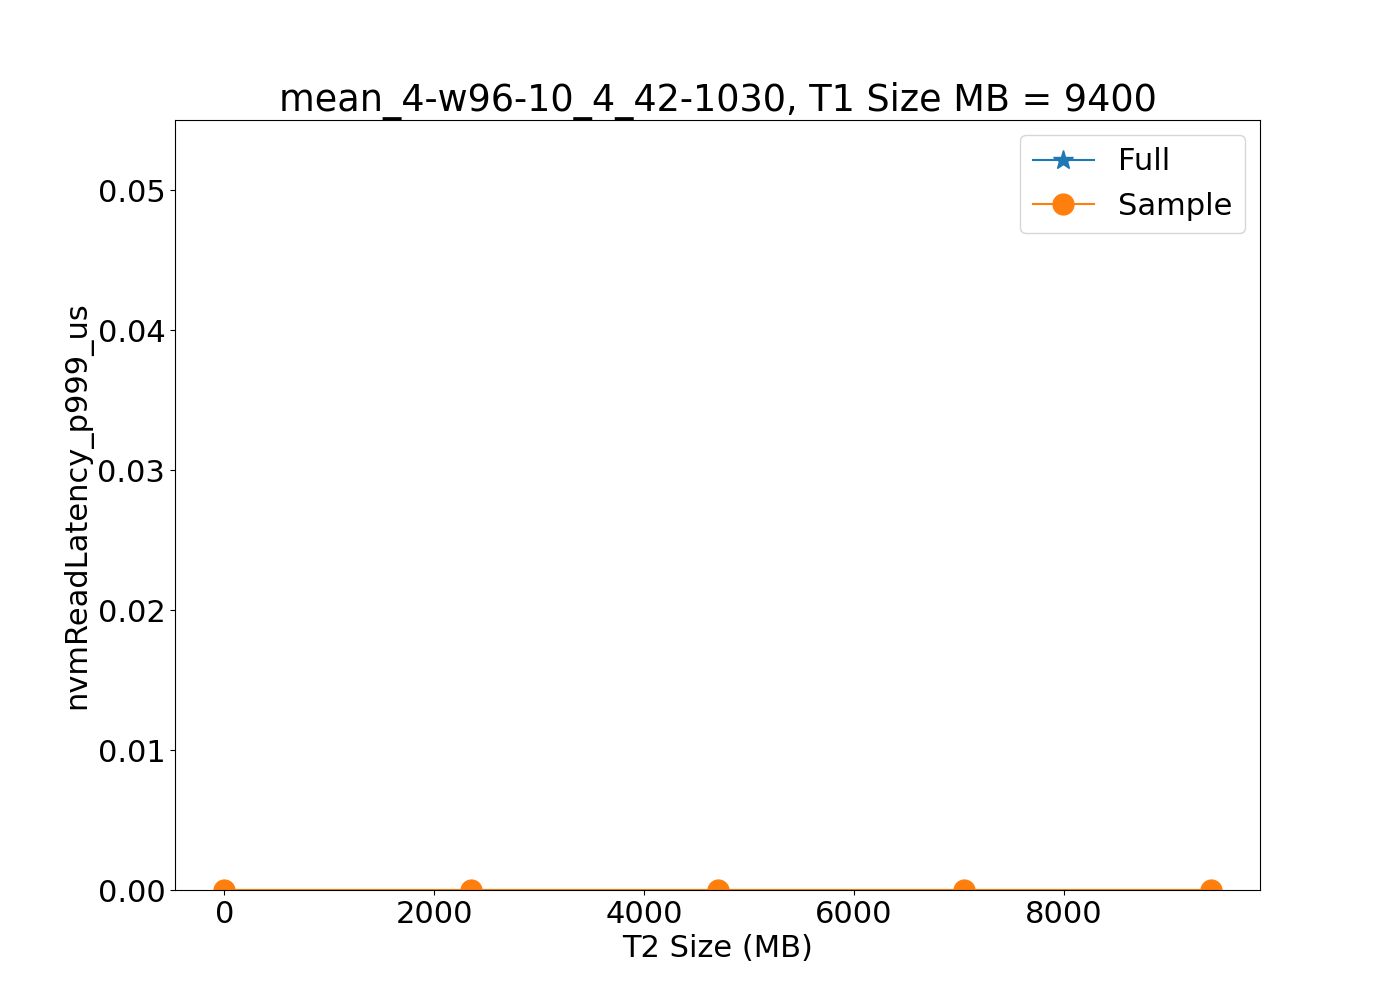 mean_4-w96-10_4_42-1030, T1 Size MB = 9400
Full
Sample
nvmReadLatency_p999_us
0.05
0.04
0.03
0.02
0.01
0.00
0 2000 4000 6000 8000
T2 Size (MB)